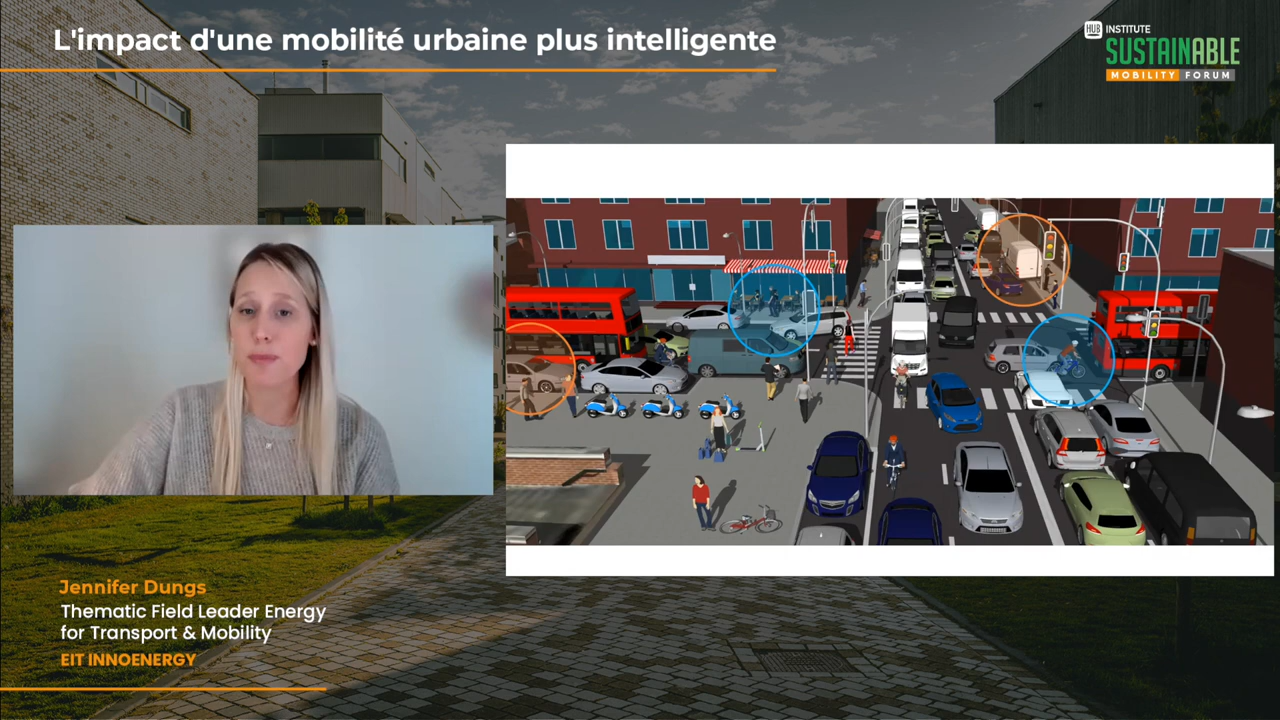 L'impact d'une mobilité urbaine plus intelligente
HUB INSTITUTE
SUSTAINABLE
MOBILITY FORUM
Jennifer Dungs
Thematic Field Leader Energy
for Transport & Mobility
EIT INNOENERGY